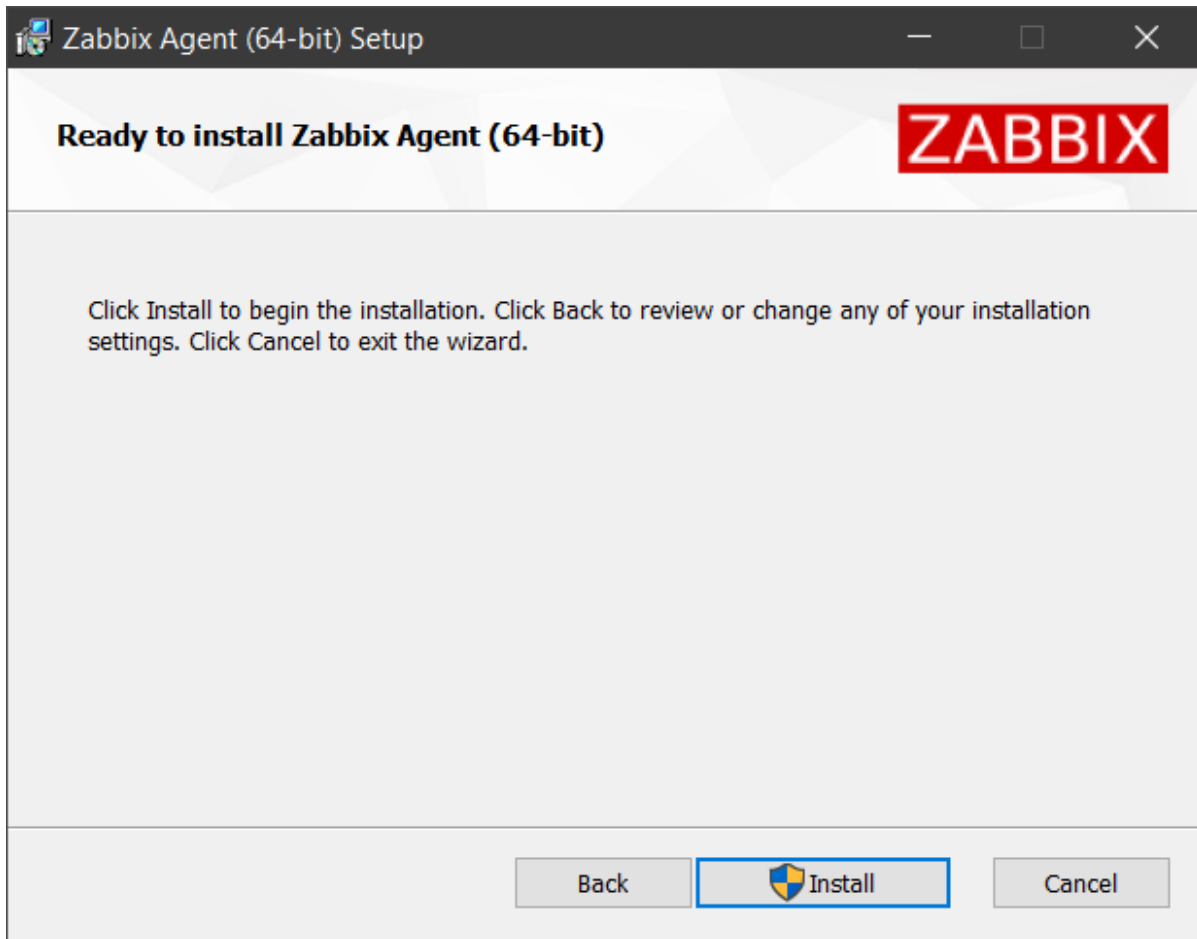 Zabbix Agent (64-bit) Setup
Ready to install Zabbix Agent (64-bit)
ZABBIX
Click Install to begin the installation. Click Back to review or change any of your installation
settings. Click Cancel to exit the wizard.
Back
Install
Cancel